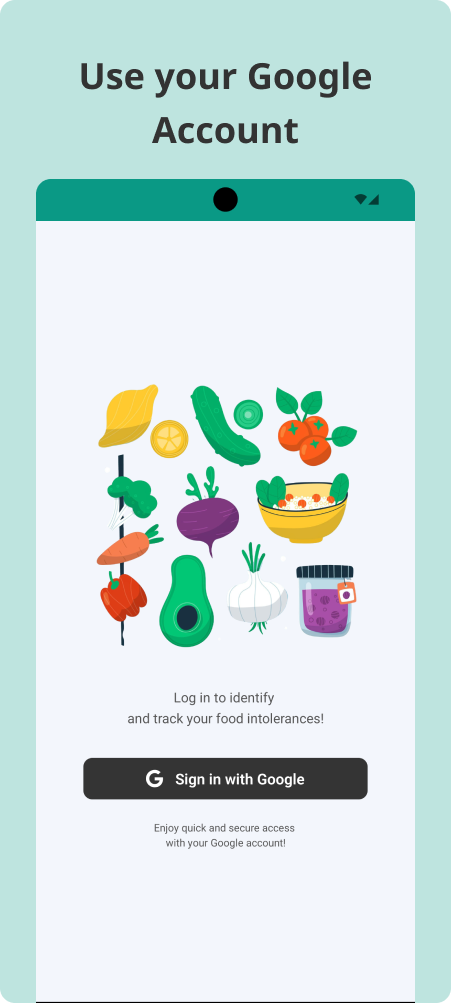 Use your Google
Account
Log in to identify
and track your food intolerances!
Sign in with Google
Enjoy quick and secure access
with your Google account!